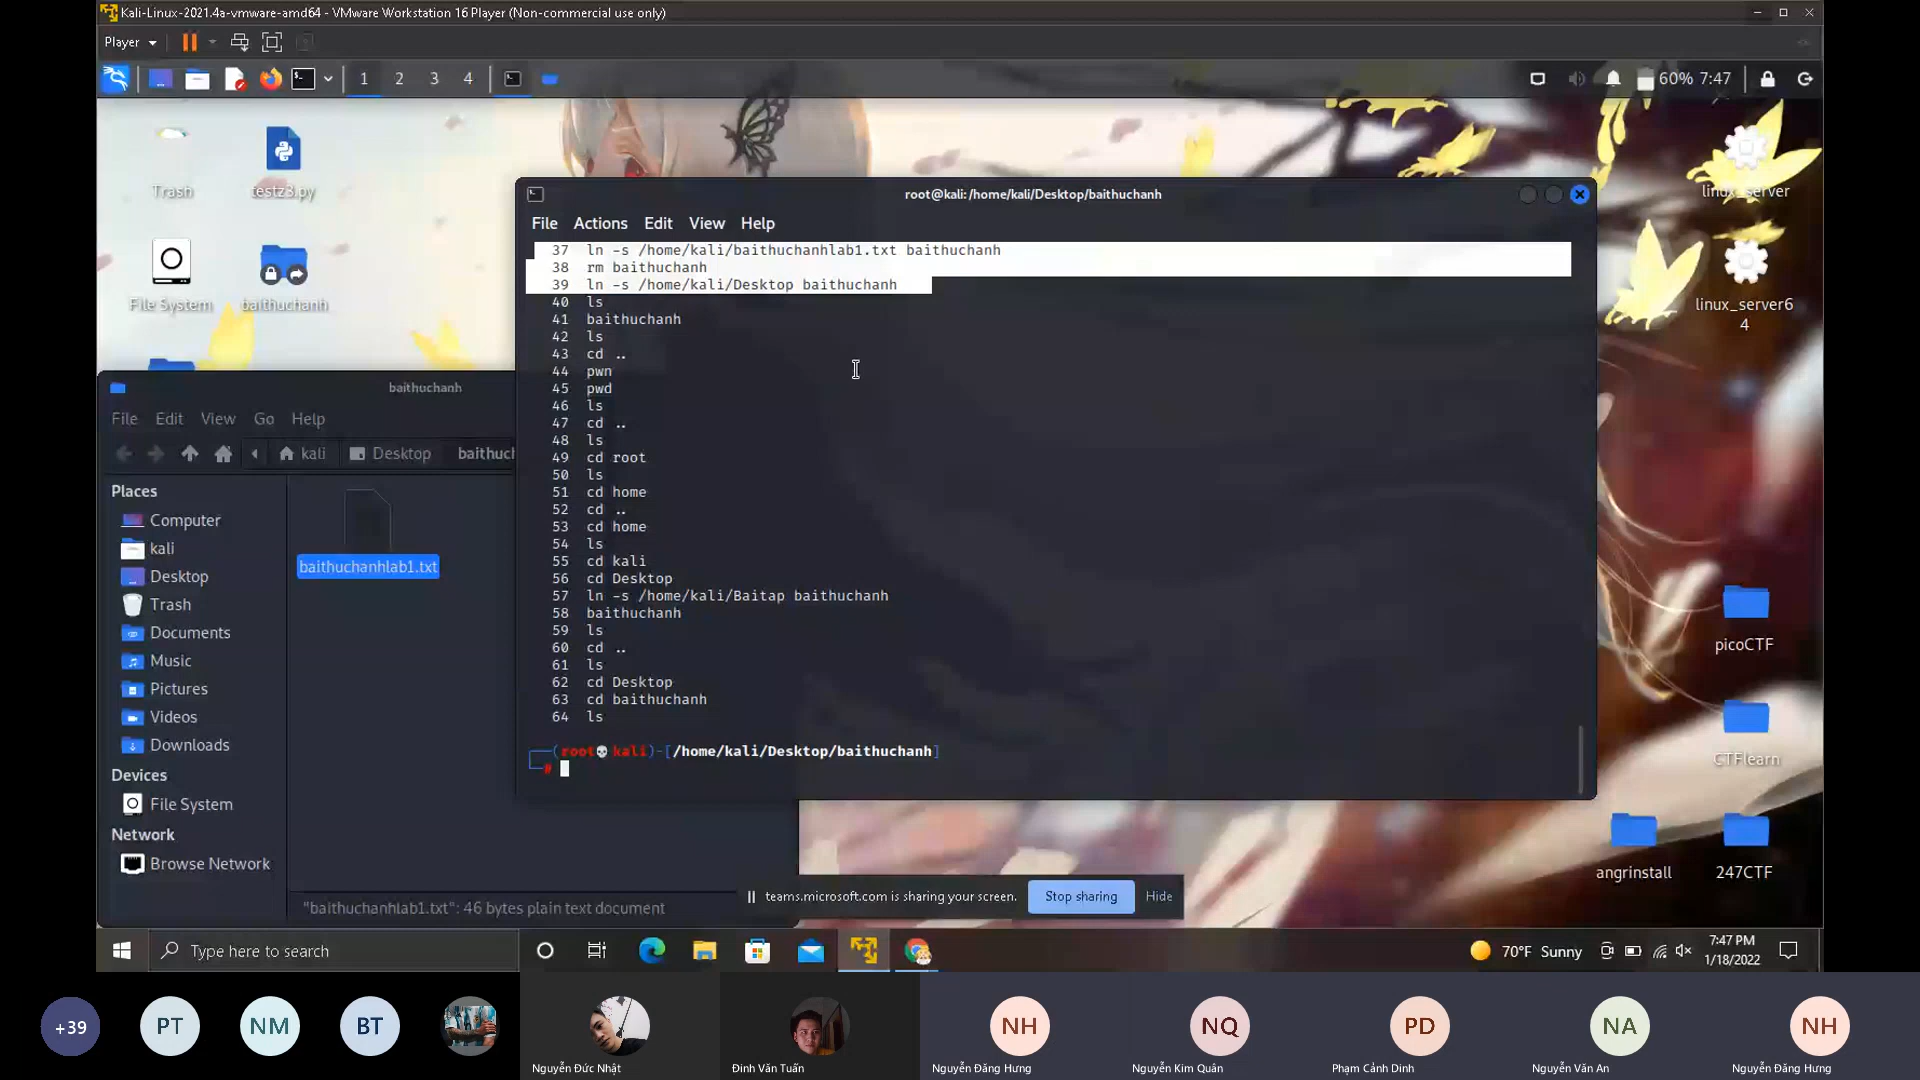 Kali-Linux-2021.4a-vmware-amd64 - VMware Workstation 16 Player (Non-commercial use only)
Player
1 2 3 4
60% 7:47
Trash
testz3.py
File System
baithuchanh
linux_server
linux_server6
4
picoCTF
CTFlearn
angrinstall
247CTF
root@kali:/home/kali/Desktop/baithuchanh
File Actions Edit View Help
37 ln -s /home/kali/baithuchanhlab1.txt baithuchanh
38 rm baithuchanh
39 ln -s /home/kali/Desktop baithuchanh
40 ls
41 baithuchanh
42 ls
43 cd ..
44 pwn
45 pwd
46 ls
47 cd ..
48 ls
49 cd root
50 ls
51 cd home
52 cd ..
53 cd home
54 ls
55 cd kali
56 cd Desktop
57 ln -s /home/kali/Baitap baithuchanh
58 baithuchanh
59 ls
60 cd ..
61 ls
62 cd Desktop
63 cd baithuchanh
64 ls
(root💀kali)-[/home/kali/Desktop/baithuchanh]
#
baithuchanh
File Edit View Go Help
kali Desktop baithuch
Places
Computer
kali
Desktop
Trash
Documents
Music
Pictures
Videos
Downloads
Devices
File System
Network
Browse Network
baithuchanhlab1.txt
"baithuchanhlab1.txt": 46 bytes plain text document
teams.microsoft.com is sharing your screen.
Stop sharing
Hide
Type here to search
70°F Sunny
7:47 PM
1/18/2022
+39
PT
NM
BT
NH
NQ
PD
NA
NH
Nguyễn Đức Nhật
Đinh Văn Tuấn
Nguyễn Đăng Hưng
Nguyễn Kim Quân
Phạm Cảnh Dinh
Nguyễn Văn An
Nguyễn Đăng Hưng